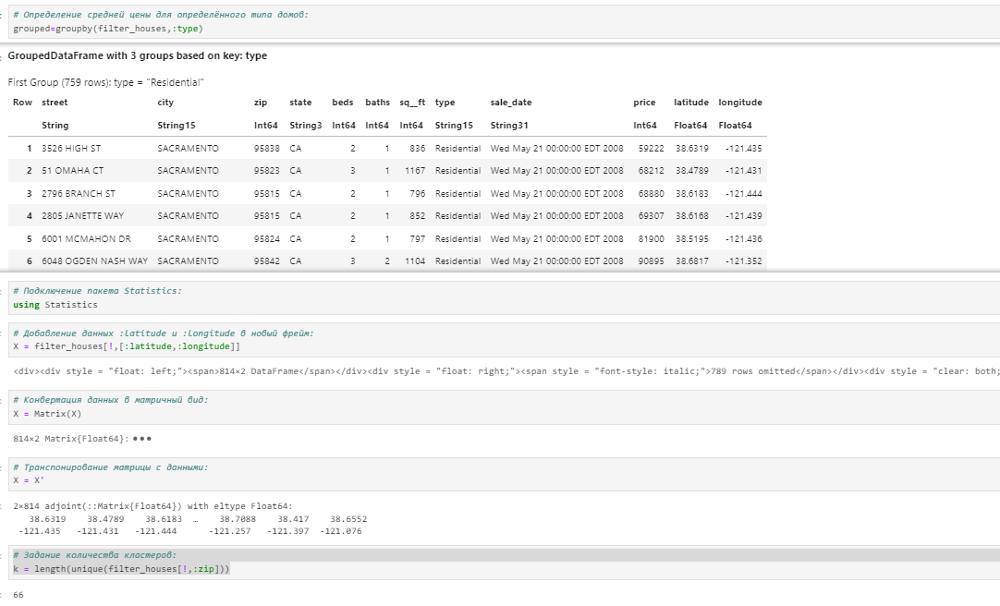 # Определение средней цены для определённого типа домов:
grouped=groupby(filter_houses,:type)
GroupedDataFrame with 3 groups based on key: type
First Group (759 rows): type = "Residential"
Row street city zip state beds baths sq__ft type sale_date price latitude longitude
String String15 Int64 String3 Int64 Int64 Int64 String15 String31 Int64 Float64 Float64
1 3526 HIGH ST SACRAMENTO 95838 CA 2 1 836 Residential Wed May 21 00:00:00 EDT 2008 59222 38.6319 -121.435
2 51 OMAHA CT SACRAMENTO 95823 CA 3 1 1167 Residential Wed May 21 00:00:00 EDT 2008 68212 38.4789 -121.431
3 2796 BRANCH ST SACRAMENTO 95815 CA 2 1 796 Residential Wed May 21 00:00:00 EDT 2008 68880 38.6183 -121.444
4 2805 JANETTE WAY SACRAMENTO 95815 CA 2 1 852 Residential Wed May 21 00:00:00 EDT 2008 69307 38.6168 -121.439
5 6001 MCMAHON DR SACRAMENTO 95824 CA 2 1 797 Residential Wed May 21 00:00:00 EDT 2008 81900 38.5195 -121.436
6 6048 OGDEN NASH WAY SACRAMENTO 95842 CA 3 2 1104 Residential Wed May 21 00:00:00 EDT 2008 90895 38.6817 -121.352
# Подключение пакета Statistics:
using Statistics
# Добавление данных :Latitude и :Longitude в новый фрейм:
X = filter_houses[!,[:latitude,:longitude]]
<div><div style = "float: left;"><span>814×2 DataFrame</span></div><div style = "float: right;"><span style = "font-style: italic;">789 rows omitted</span></div><div style = "clear: both;
# Конвертация данных в матричный вид:
X = Matrix(X)
814×2 Matrix{Float64}: •••
# Транспонирование матрицы с данными:
X = X'
2×814 adjoint(::Matrix{Float64}) with eltype Float64:
38.6319 38.4789 38.6183 … 38.7088 38.417 38.6552
-121.435 -121.431 -121.444 -121.257 -121.397 -121.076
# Задание количества кластеров:
k = length(unique(filter_houses[!,:zip]))
66